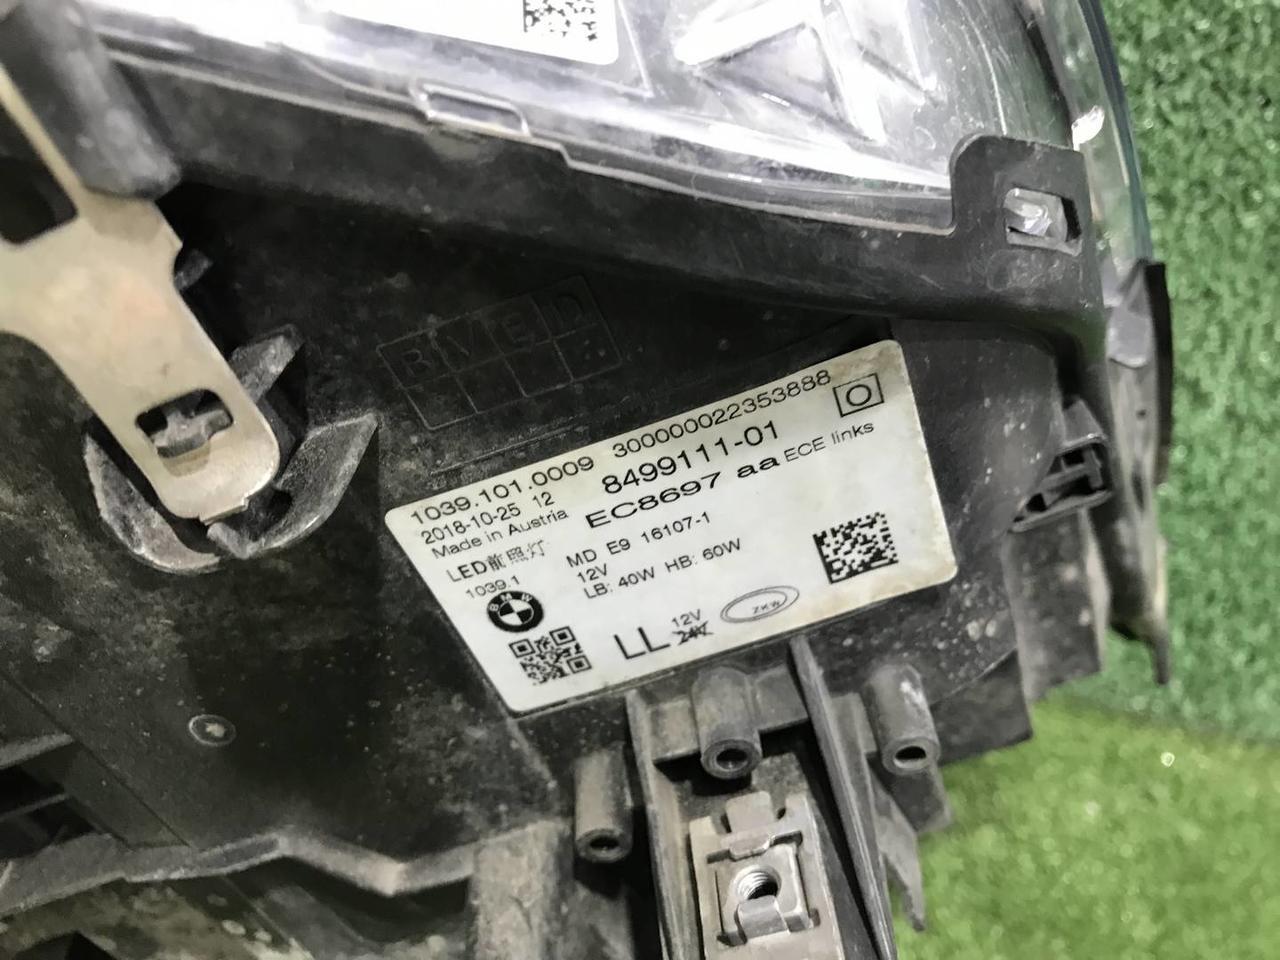 RVED
1039.101.0009 300000022353888
2018-10-25 12 8499111-01
Made in Austria EC8697 aa ECE links
LED前照灯 MD E9 16107-1
1039.1 12V
LB: 40W HB: 60W
BMW
LL 12V
24V
ZKW